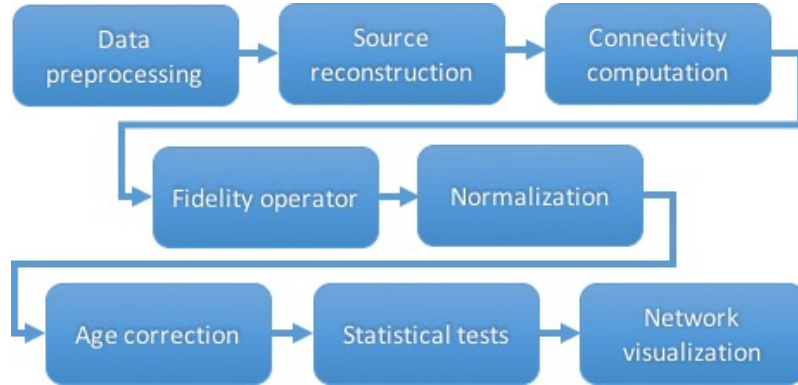 Data
preprocessing
Source
reconstruction
Connectivity
computation
Fidelity operator
Normalization
Age correction
Statistical tests
Network
visualization